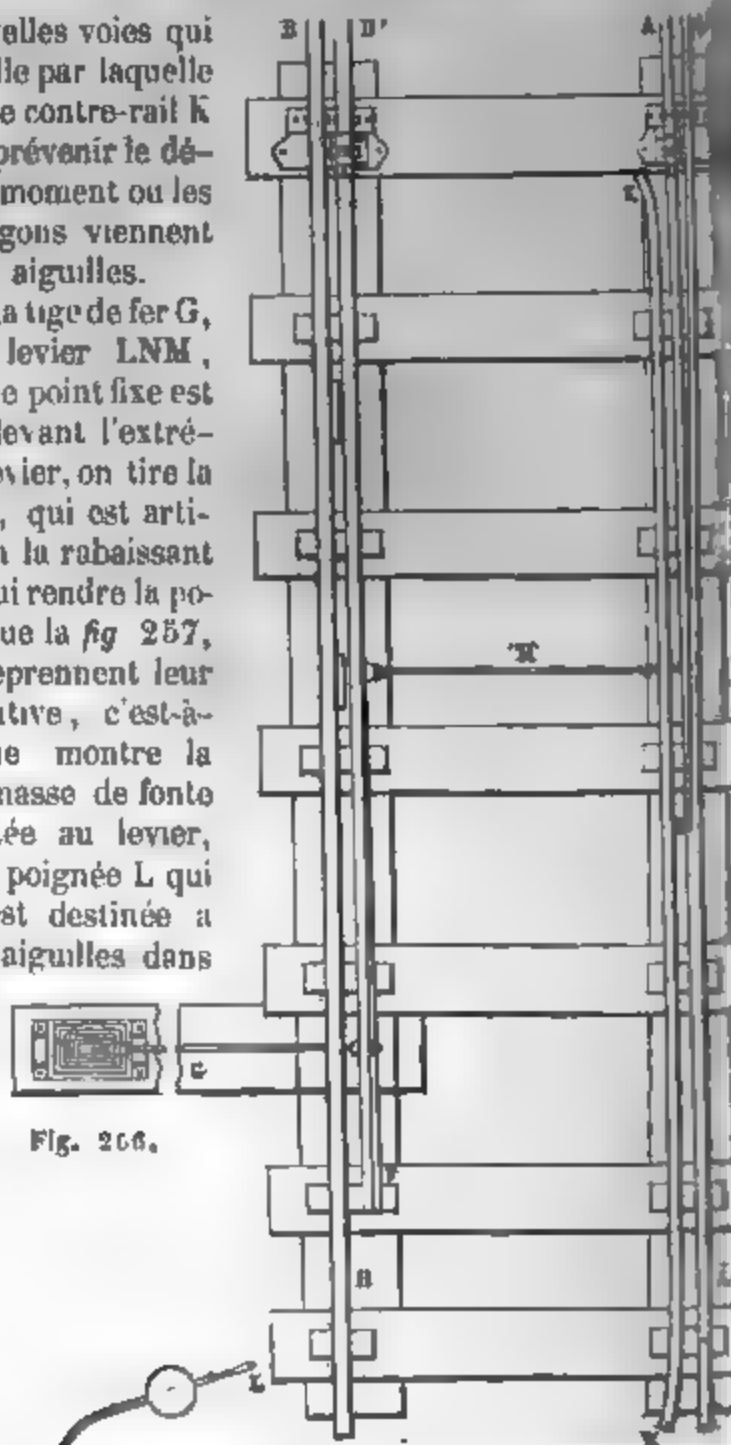 elles voies qui
lle par laquelle
e contre-rail K
prévenir le dé-
moment ou les
gons viennent
aiguilles.
a tige de fer G,
levier LNM,
e point fixe est
levant l'extré-
vier, on tire la
, qui est arti-
n la rabaissant
ui rendre la po-
ue la fig 257,
eprennent leur
tive, c'est-à-
e montre la
masse de fonte
ée au levier,
poignée L qui
st destinée a
aiguilles dans
B D' A
K
H
G
Fig. 256.
F
B
L